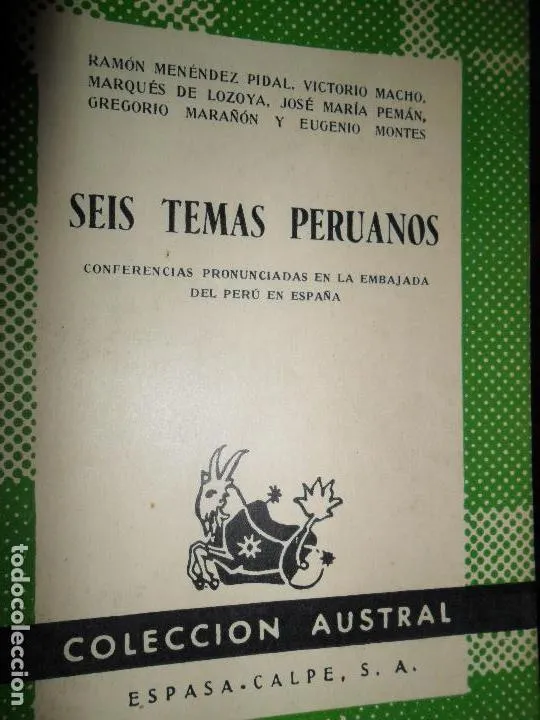 RAMÓN MENÉNDEZ PIDAL, VICTORIO MACHO,
MARQUÉS DE LOZOYA, JOSÉ MARÍA PEMÁN,
GREGORIO MARAÑÓN Y EUGENIO MONTES
SEIS TEMAS PERUANOS
CONFERENCIAS PRONUNCIADAS EN LA EMBAJADA
DEL PERÚ EN ESPAÑA
COLECCION AUSTRAL
ESPASA-CALPE, S. A.
todocoleccion.net